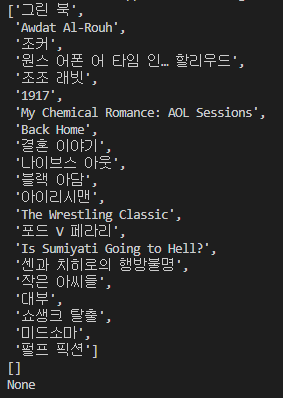 ['그린 북',
'Awdat Al-Rouh',
'조커',
'원스 어폰 어 타임 인… 할리우드',
'조조 래빗',
'1917',
'My Chemical Romance: AOL Sessions',
'Back Home',
'결혼 이야기',
'나이브스 아웃',
'블랙 아담',
'아이리시맨',
'The Wrestling Classic',
'포드 V 페라리',
'Is Sumiyati Going to Hell?',
'센과 치히로의 행방불명',
'작은 아씨들',
'대부',
'쇼생크 탈출',
'미드소마',
'펄프 픽션']
[]
None